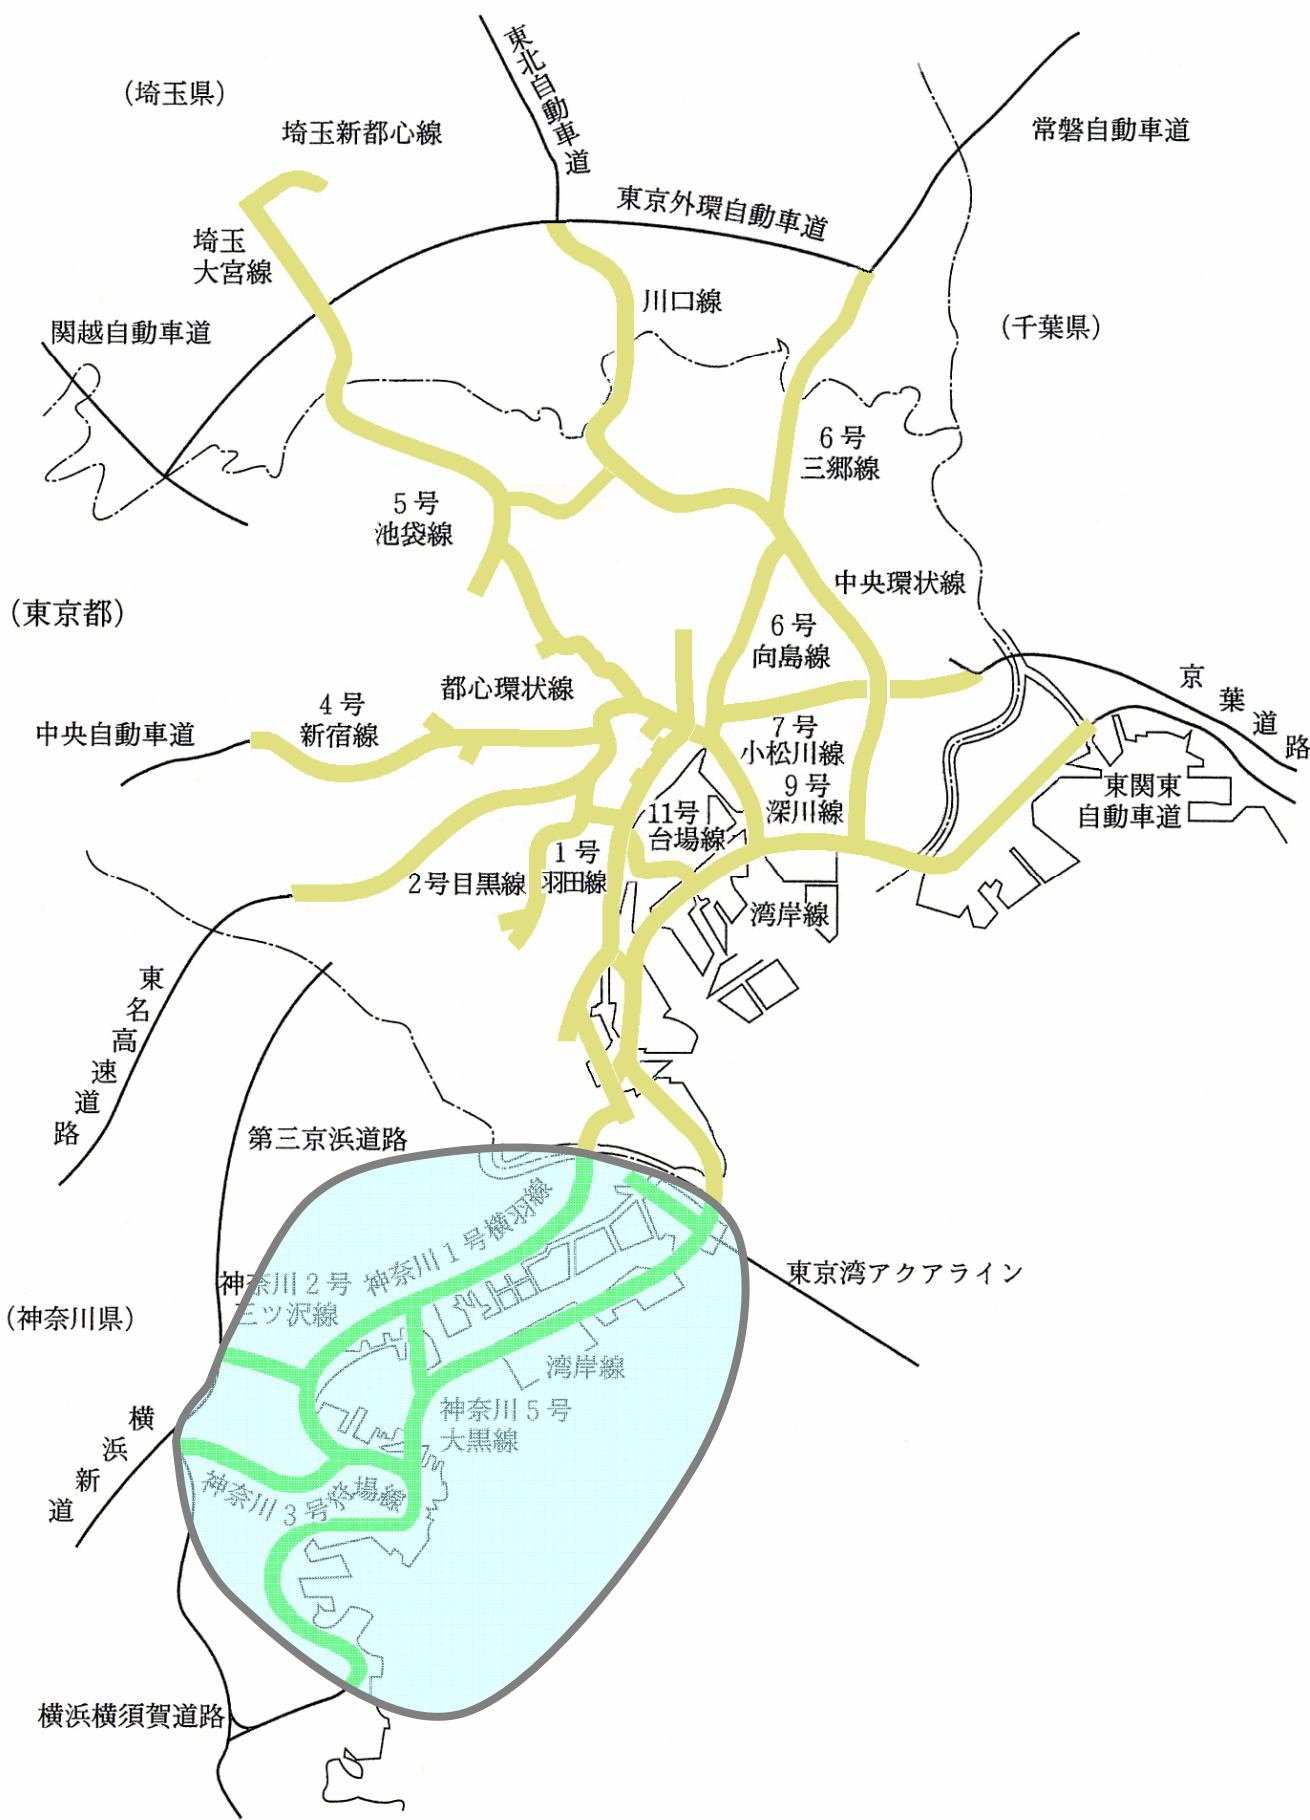 東北自動車道
(埼玉県)
埼玉新都心線
常磐自動車道
東京外環自動車道
埼玉
大宮線
川口線
関越自動車道
(千葉県)
6号
三郷線
5号
池袋線
中央環状線
(東京都)
6号
向島線
京葉道路
都心環状線
4号
新宿線
中央自動車道
7号
小松川線
9号
深川線
東関東
自動車道
11号
台場線
1号
羽田線
2号目黒線
湾岸線
東名高速道路
第三京浜道路
神奈川1号横羽線
東京湾アクアライン
神奈川2号
三ツ沢線
(神奈川県)
湾岸線
神奈川5号
大黒線
横浜新道
神奈川3号狩場線
横浜横須賀道路